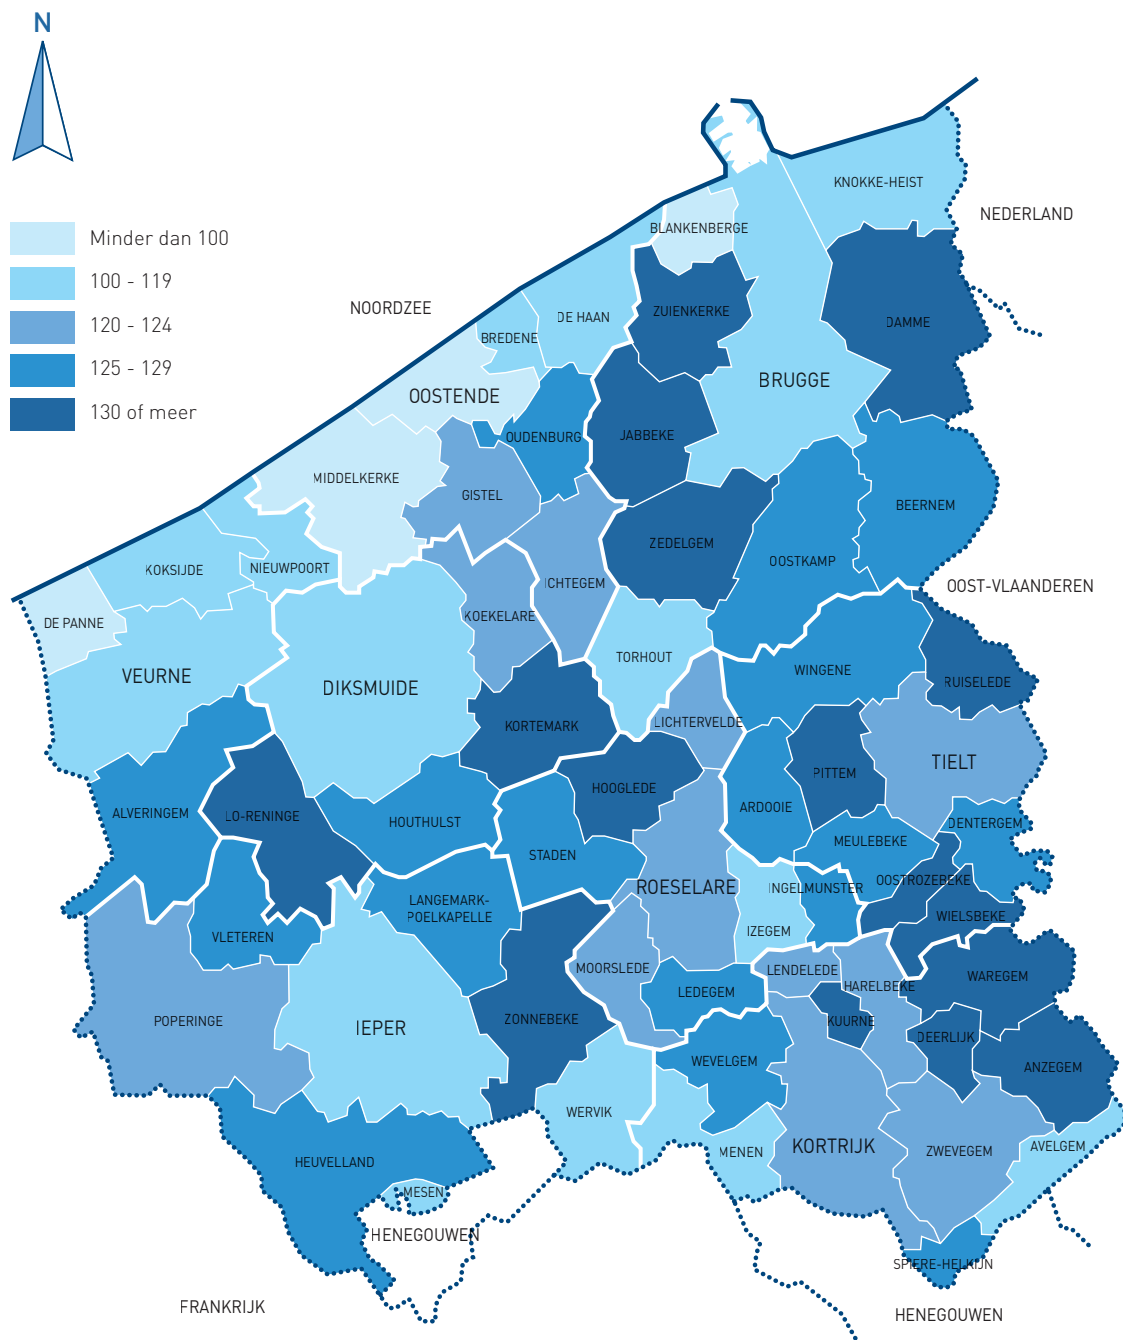 N
Minder dan 100
100 - 119
120 - 124
125 - 129
130 of meer
KNOKKE-HEIST
NEDERLAND
BLANKENBERGE
NOORDZEE
ZUIENKERKE
DE HAAN
DAMME
BREDENE
BRUGGE
OOSTENDE
OUDENBURG
JABBEKE
MIDDELKERKE
GISTEL
BEERNEM
ZEDELGEM
OOSTKAMP
KOKSIJDE
NIEUWPOORT
ICHTEGEM
OOST-VLAANDEREN
DE PANNE
KOEKELARE
TORHOUT
VEURNE
DIKSMUIDE
WINGENE
RUISELEDE
KORTEMARK
LICHTERVELDE
TIELT
PITTEM
HOOGLEDE
ARDOOIE
ALVERINGEM
LO-RENINGE
HOUTHULST
DENTERGEM
MEULEBEKE
STADEN
ROESELARE
INGELMUNSTER
OOSTROZEBEKE
LANGEMARK-
POELKAPELLE
WIELSBEKE
IZEGEM
VLETEREN
MOORSLEDE
LENDELEDE
HARELBEKE
WAREGEM
LEDEGEM
POPERINGE
IEPER
ZONNEBEKE
KUURNE
DEERLIJK
WEVELGEM
ANZEGEM
WERVIK
MENEN
KORTRIJK
ZWEVEGEM
AVELGEM
HEUVELLAND
MESEN
HENEGOUWEN
SPIERE-HELKIJN
FRANKRIJK
HENEGOUWEN